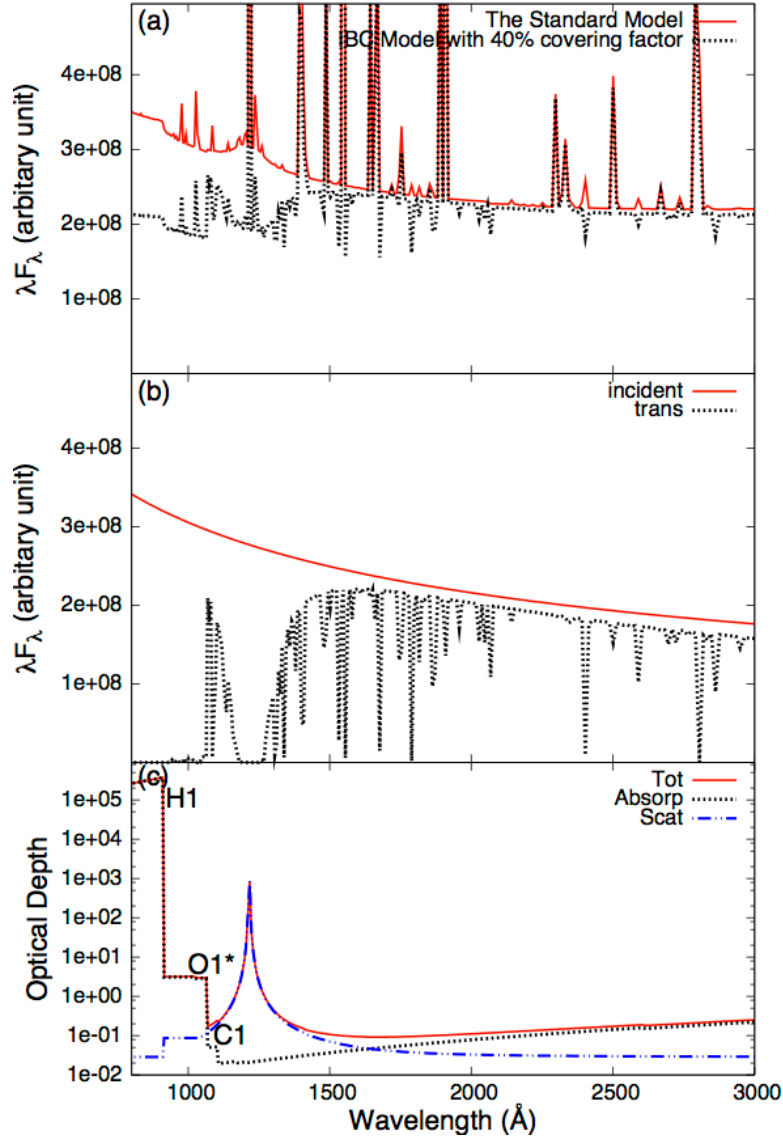 (a)
The Standard Model
IBC Model with 40% covering factor
4e+08
3e+08
2e+08
1e+08
λFλ (arbitary unit)
(b)
incident
trans
4e+08
3e+08
2e+08
1e+08
λFλ (arbitary unit)
(c)
Tot
Absorp
Scat
H1
O1*
C1
1e+05
1e+04
1e+03
1e+02
1e+01
1e+00
1e-01
1e-02
Optical Depth
1000 1500 2000 2500 3000
Wavelength (Å)